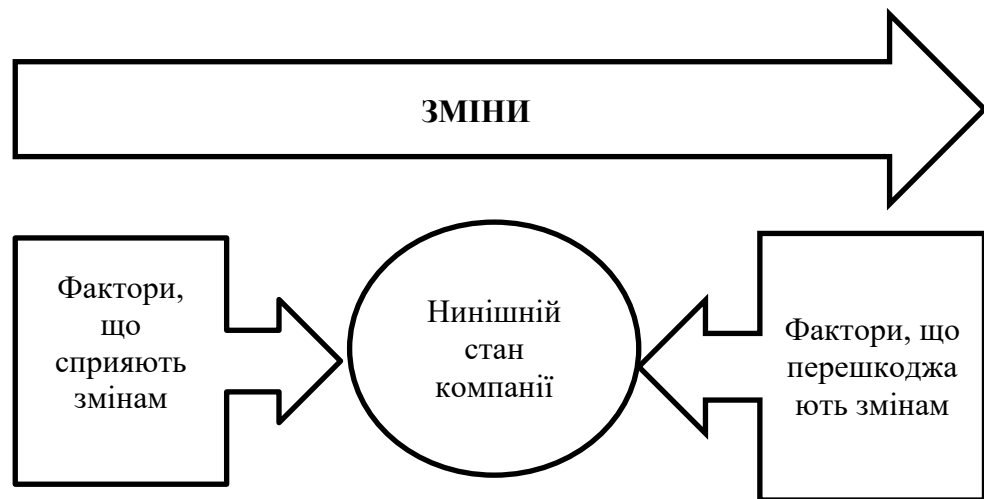 ЗМІНИ
Фактори,
що
сприяють
змінам
Нинішній
стан
компанії
Фактори, що
перешкоджа
ють змінам